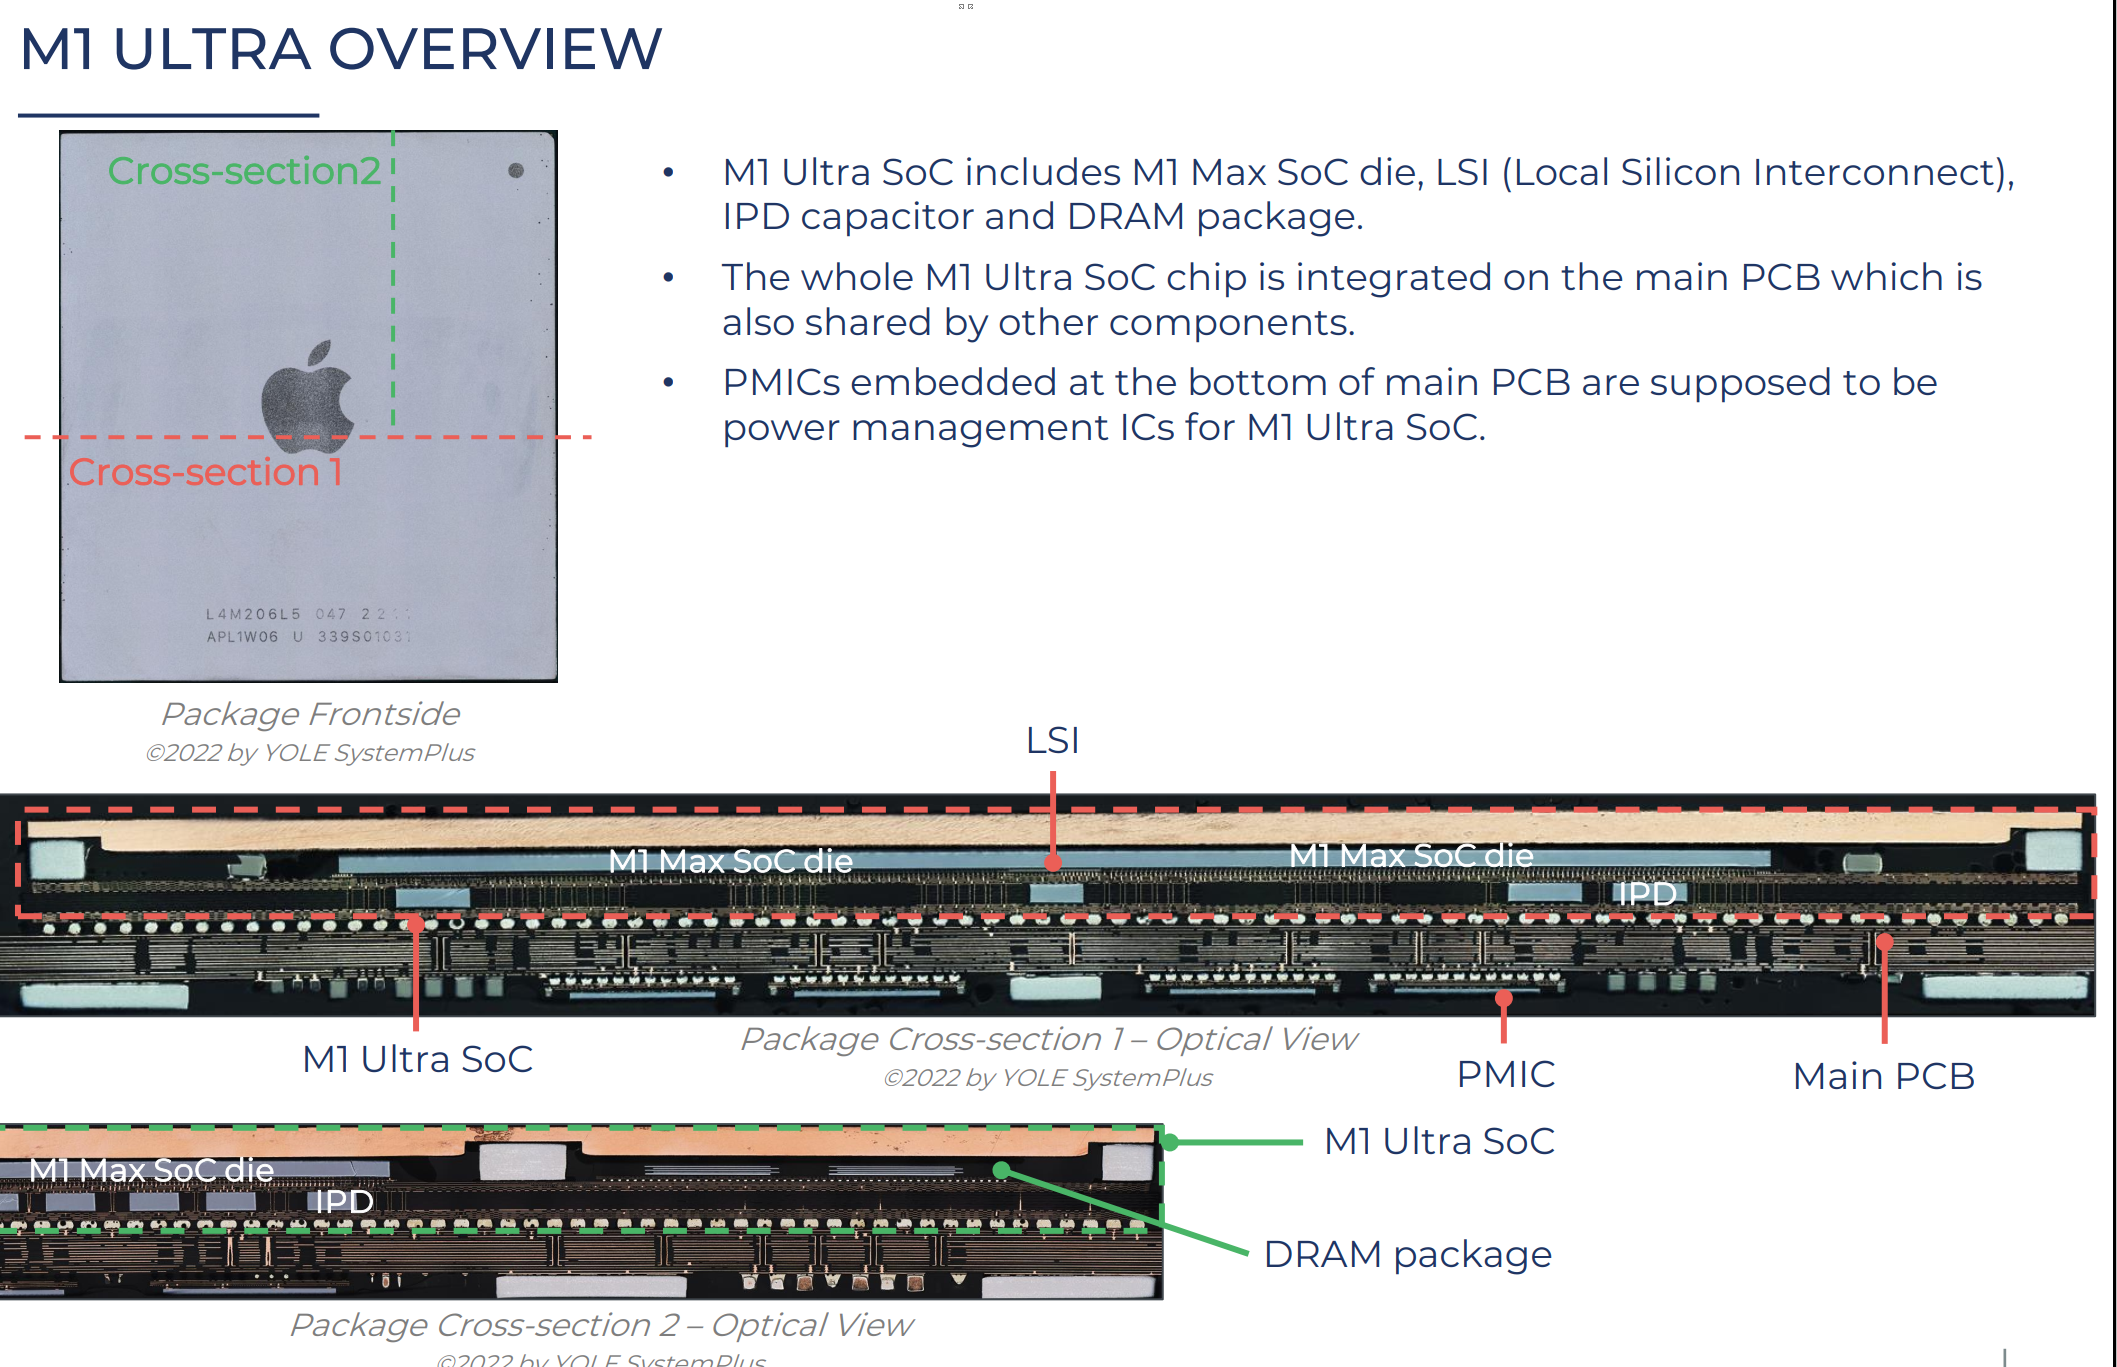 M1 ULTRA OVERVIEW
Cross-section2
Cross-section 1
L4M206L5 047 2 2
APL1W06 U 339S01031
Package Frontside
©2022 by YOLE SystemPlus
• M1 Ultra SoC includes M1 Max SoC die, LSI (Local Silicon Interconnect),
IPD capacitor and DRAM package.
• The whole M1 Ultra SoC chip is integrated on the main PCB which is
also shared by other components.
• PMICs embedded at the bottom of main PCB are supposed to be
power management ICs for M1 Ultra SoC.
LSI
M1 Max SoC die
M1 Max SoC die
IPD
M1 Ultra SoC
Package Cross-section 1 – Optical View
©2022 by YOLE SystemPlus
PMIC
Main PCB
M1 Max SoC die
IPD
M1 Ultra SoC
DRAM package
Package Cross-section 2 – Optical View
©2022 by YOLE SystemPlus